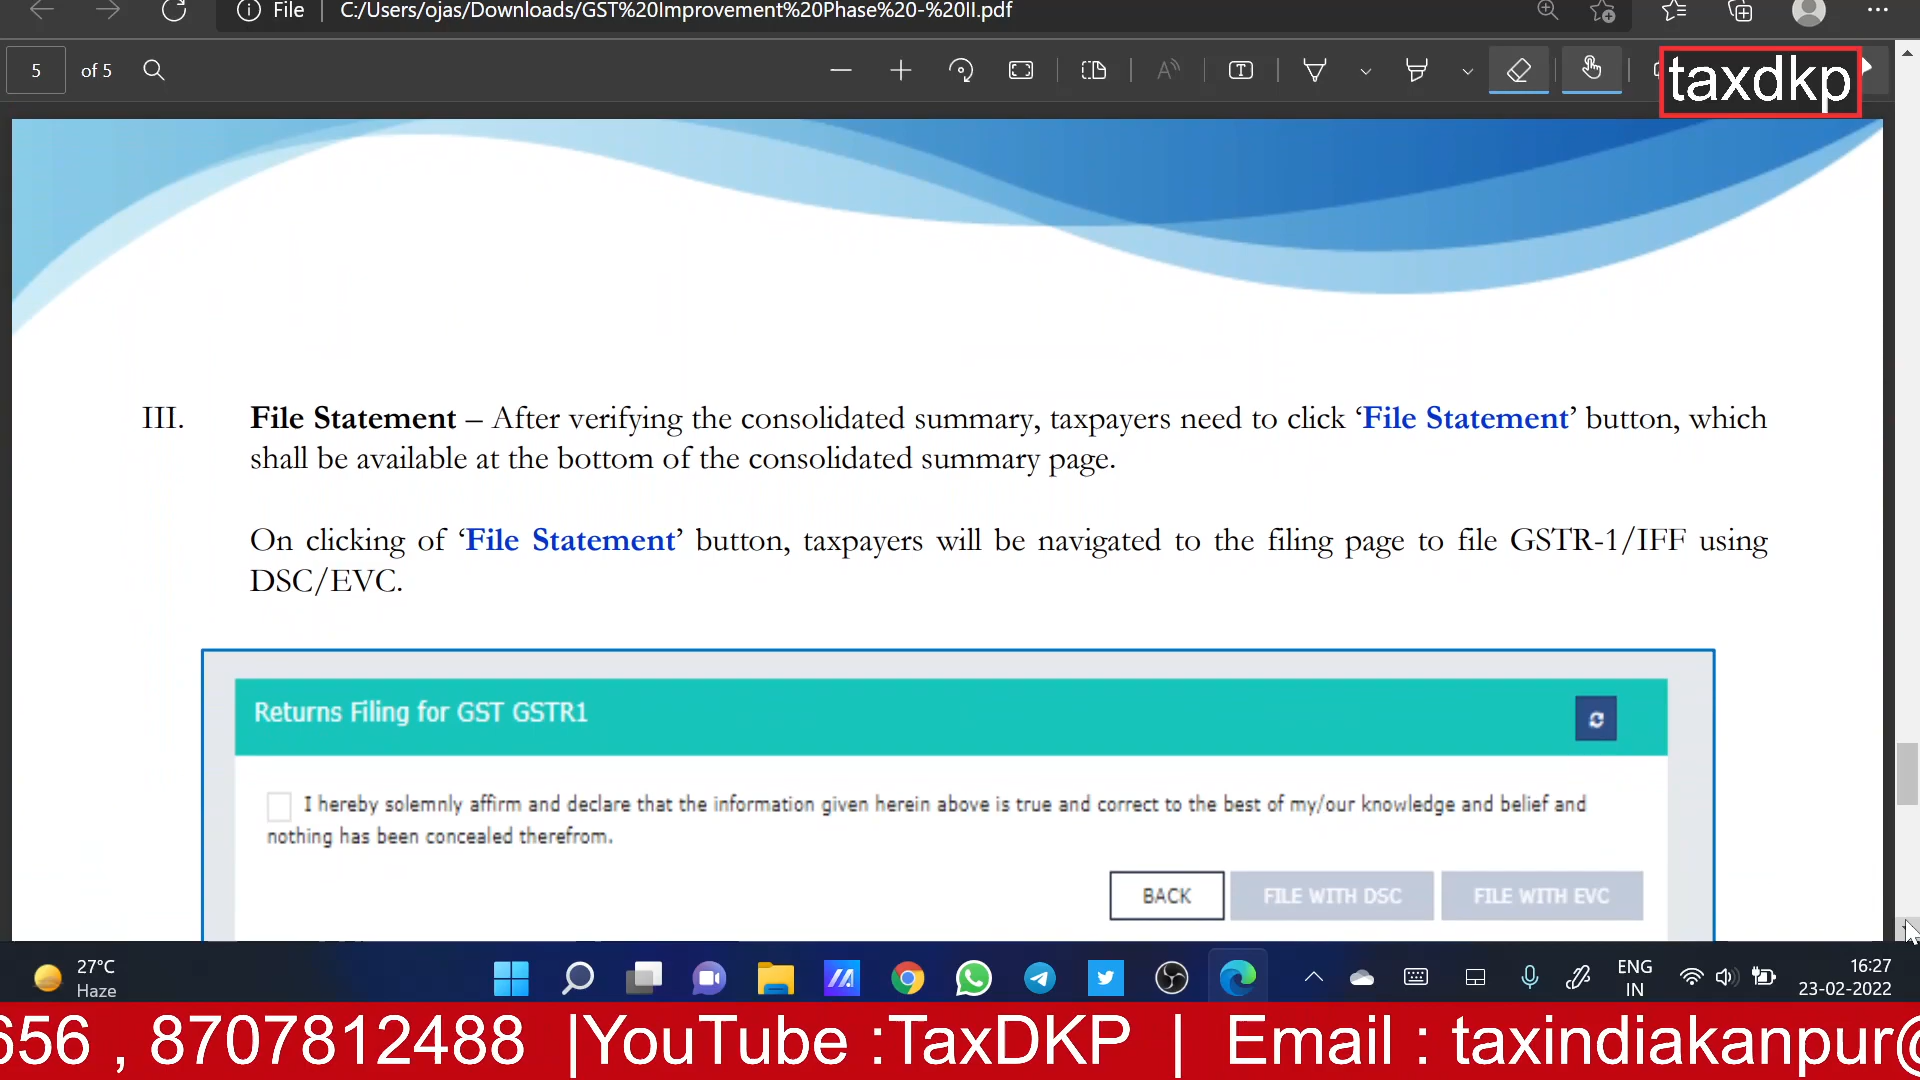 File
C:/Users/ojas/Downloads/GST%20Improvement%20Phase%20-%20II.pdf
5
of 5
taxdkp
III. File Statement – After verifying the consolidated summary, taxpayers need to click ‘File Statement’ button, which
shall be available at the bottom of the consolidated summary page.
On clicking of ‘File Statement’ button, taxpayers will be navigated to the filing page to file GSTR-1/IFF using
DSC/EVC.
Returns Filing for GST GSTR1
I hereby solemnly affirm and declare that the information given herein above is true and correct to the best of my/our knowledge and belief and
nothing has been concealed therefrom.
BACK
FILE WITH DSC
FILE WITH EVC
27°C
Haze
ENG
IN
16:27
23-02-2022
656 , 8707812488 |YouTube :TaxDKP | Email : taxindiakanpur@